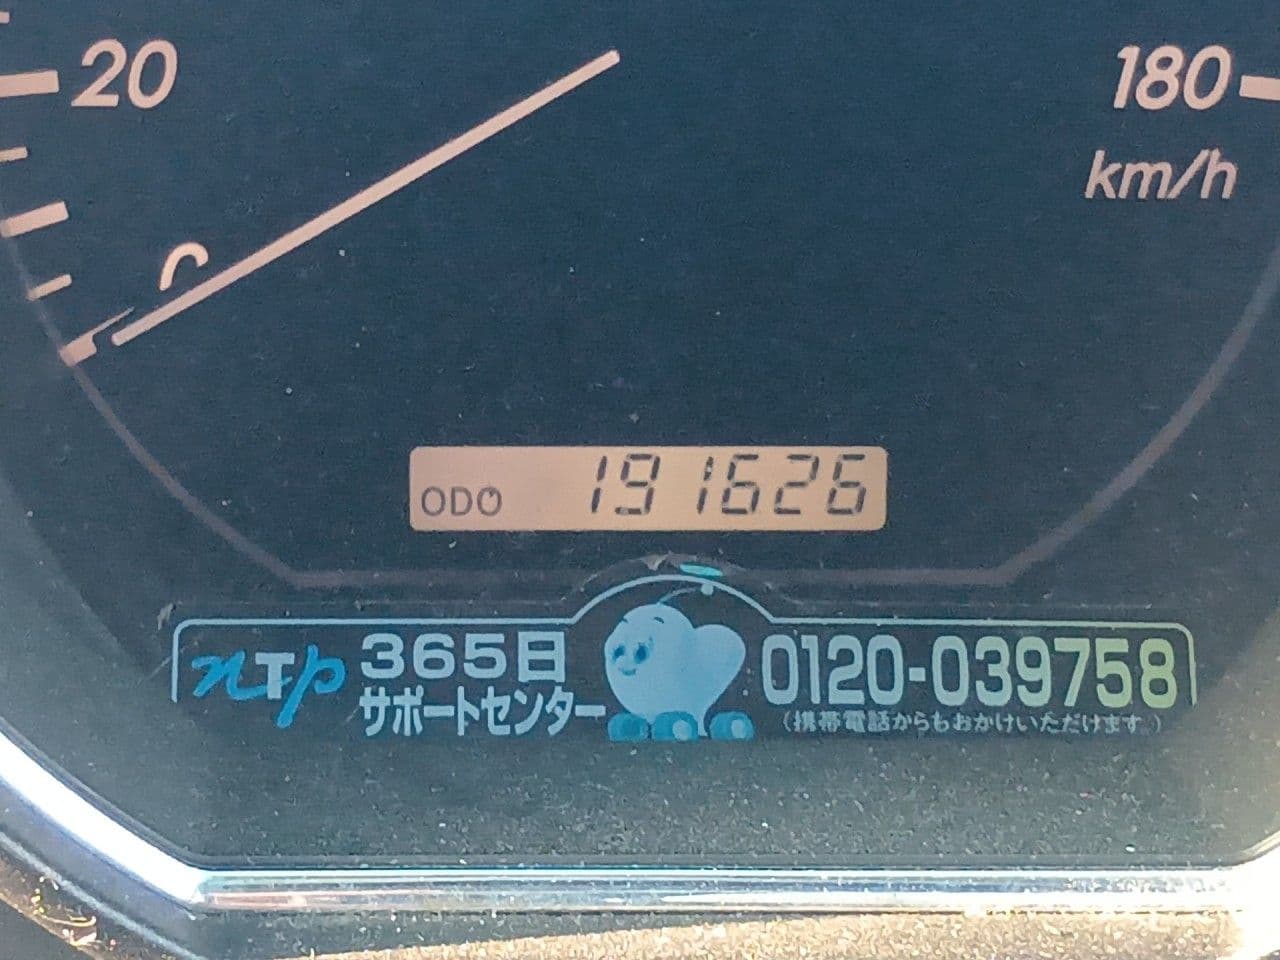 20
180
km/h
0
ODO 191626
nTp 365日
サポートセンター
0120-039758
(携帯電話からもおかけいただけます。)